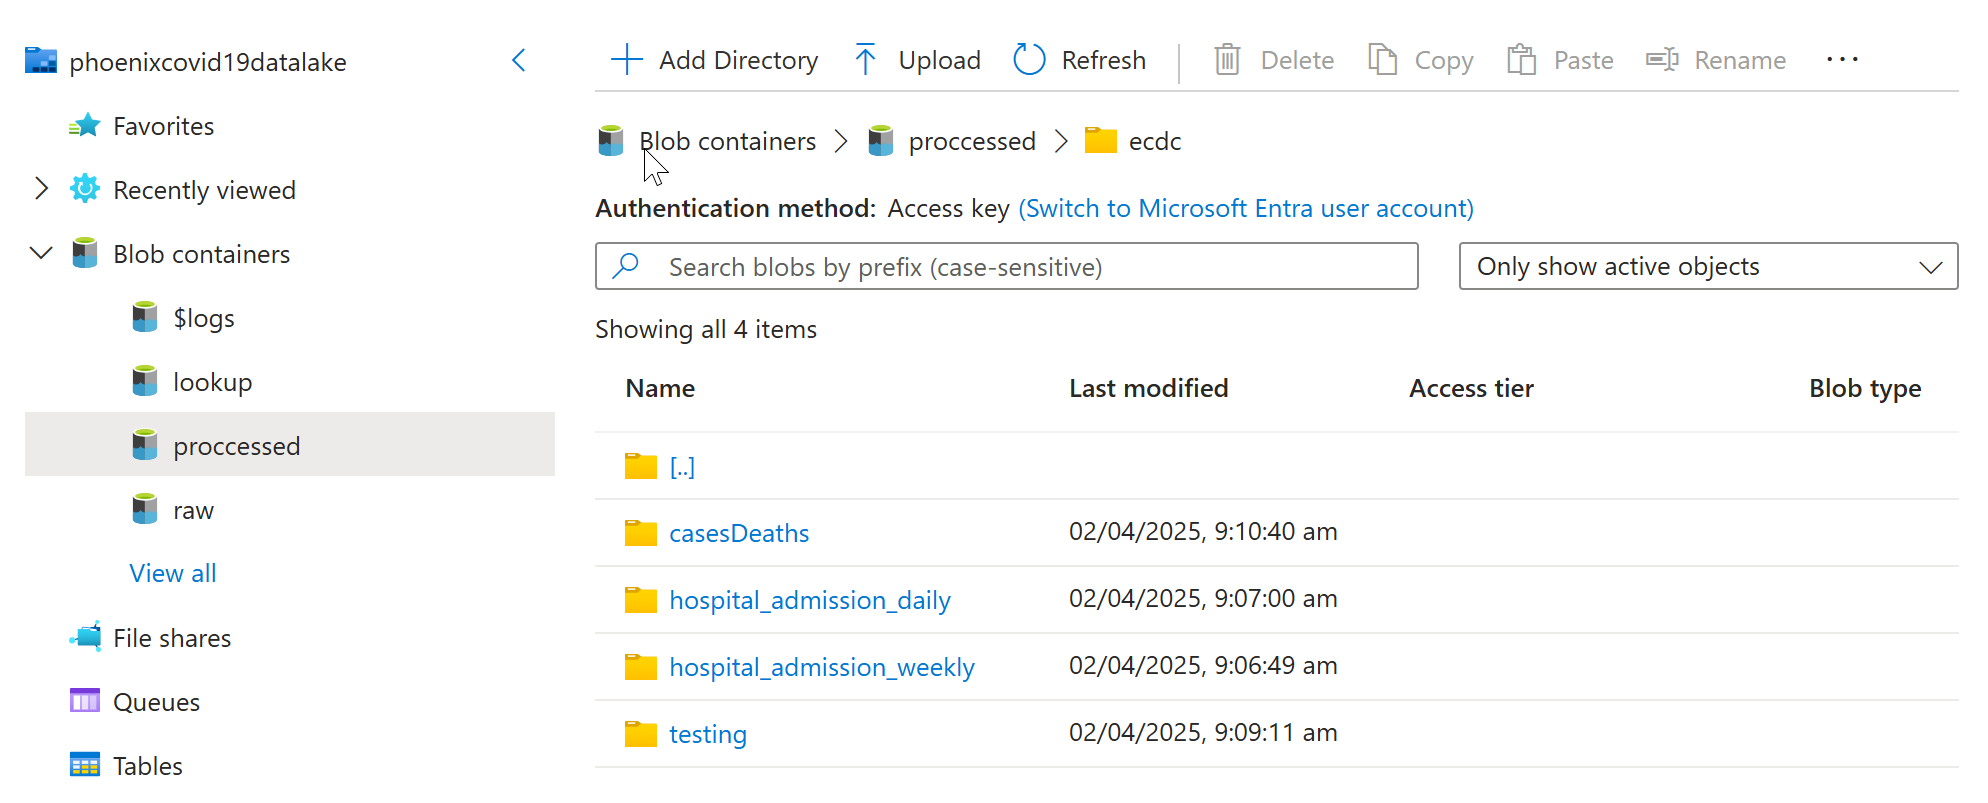 phoenixcovid19datalake
Favorites
Recently viewed
Blob containers
$logs
lookup
proccessed
raw
View all
File shares
Queues
Tables
Add Directory Upload Refresh Delete Copy Paste Rename ...
Blob containers > proccessed > ecdc
Authentication method: Access key (Switch to Microsoft Entra user account)
Search blobs by prefix (case-sensitive) Only show active objects
Showing all 4 items
Name Last modified Access tier Blob type
[..]
casesDeaths 02/04/2025, 9:10:40 am
hospital_admission_daily 02/04/2025, 9:07:00 am
hospital_admission_weekly 02/04/2025, 9:06:49 am
testing 02/04/2025, 9:09:11 am